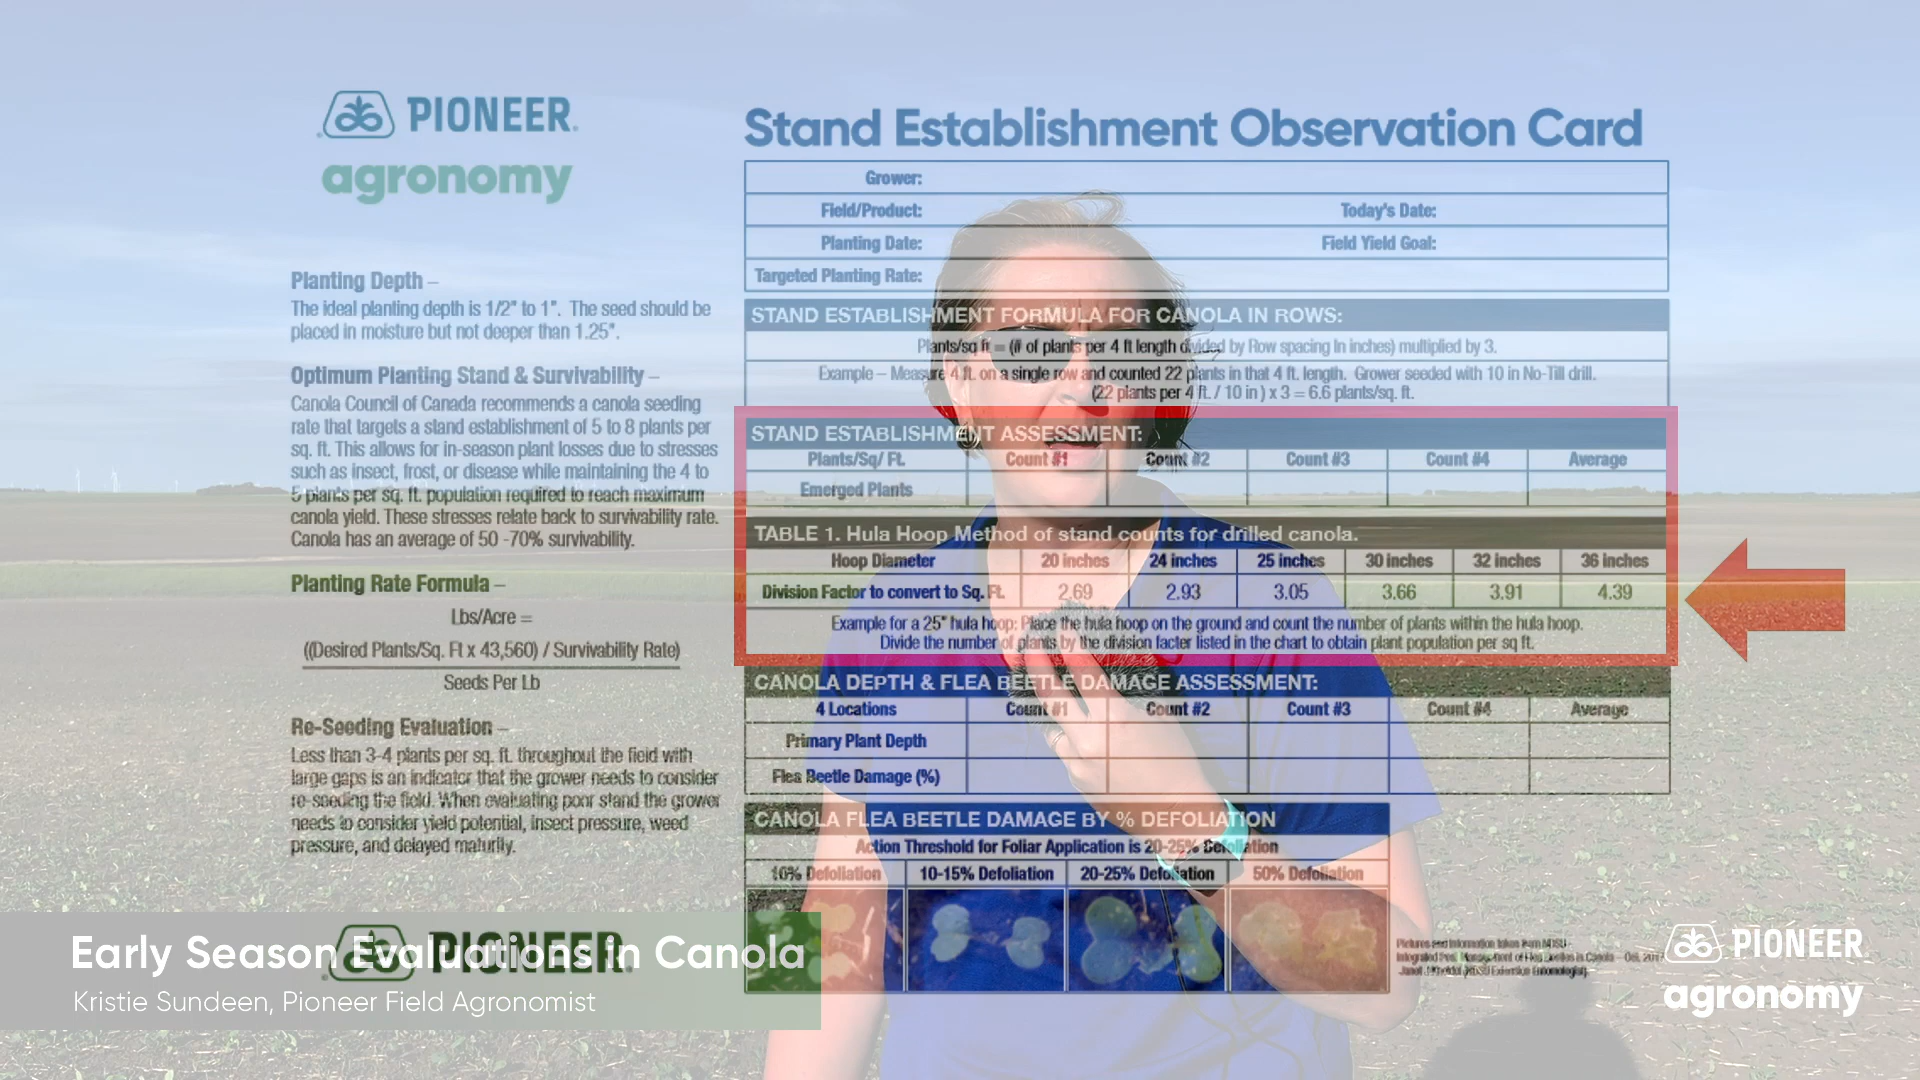 PIONEER
agronomy
Planting Depth –
The ideal planting depth is 1/2" to 1". The seed should be
placed in moisture but not deeper than 1.25".
Optimum Planting Stand & Survivability –
Canola Council of Canada recommends a canola seeding
rate that targets a stand establishment of 5 to 8 plants per
sq. ft. This allows for in-season plant losses due to stresses
such as insect, frost, or disease while maintaining the 4 to
5 plants per sq. ft. population required to reach maximum
canola yield. These stresses relate back to survivability rate.
Canola has an average of 50 -70% survivability.
Planting Rate Formula –
Lbs/Acre =
((Desired Plants/Sq. Ft x 43,560) / Survivability Rate)
Seeds Per Lb
Re-Seeding Evaluation –
Less than 3-4 plants per sq. ft. throughout the field with
large gaps is an indicator that the grower needs to consider
re-seeding the field. When evaluating poor stand the grower
needs to consider yield potential, insect pressure, weed
pressure, and delayed maturity.
PIONEER
Stand Establishment Observation Card
Grower:
Field/Product: Today's Date:
Planting Date: Field Yield Goal:
Targeted Planting Rate:
STAND ESTABLISHMENT FORMULA FOR CANOLA IN ROWS:
Plants/sq ft = (# of plants per 4 ft length divided by Row spacing In inches) multiplied by 3.
Example – Measure 4 ft. on a single row and counted 22 plants in that 4 ft. length. Grower seeded with 10 in No-Till drill.
(22 plants per 4 ft. / 10 in ) x 3 = 6.6 plants/sq. ft.
STAND ESTABLISHMENT ASSESSMENT:
Plants/Sq/ Ft. Count #1 Count #2 Count #3 Count #4 Average
Emerged Plants
TABLE 1. Hula Hoop Method of stand counts for drilled canola.
Hoop Diameter 20 inches 24 inches 25 inches 30 inches 32 inches 36 inches
Division Factor to convert to Sq. Ft. 2.69 2.93 3.05 3.66 3.91 4.39
Example for a 25" hula hoop: Place the hula hoop on the ground and count the number of plants within the hula hoop.
Divide the number of plants by the division facter listed in the chart to obtain plant population per sq ft.
CANOLA DEPTH & FLEA BEETLE DAMAGE ASSESSMENT:
4 Locations Count #1 Count #2 Count #3 Count #4 Average
Primary Plant Depth
Flea Beetle Damage (%)
CANOLA FLEA BEETLE DAMAGE BY % DEFOLIATION
Action Threshold for Foliar Application is 20-25% Defoliation
10% Defoliation 10-15% Defoliation 20-25% Defoliation 50% Defoliation
Pictures and Information taken from NDSU -
Early Season Evaluations in Canola
Kristie Sundeen, Pioneer Field Agronomist
PIONEER
agronomy